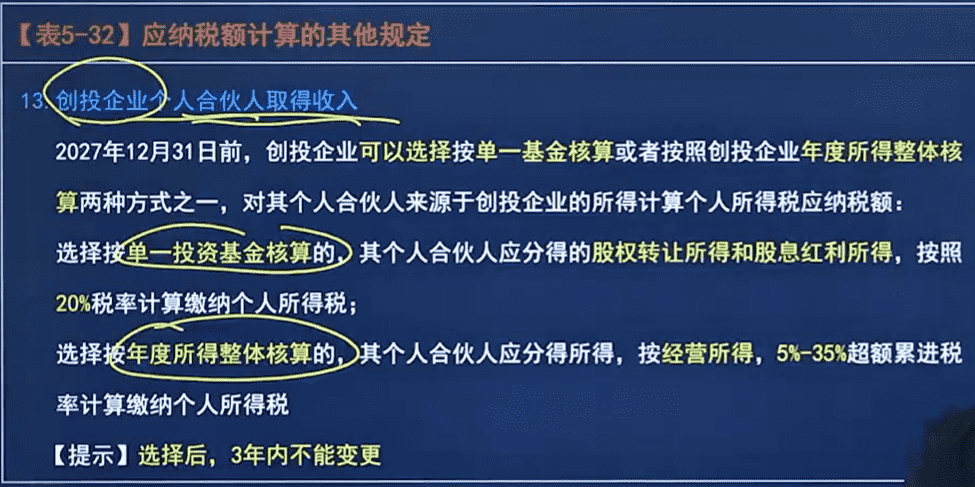 【表5-32】应纳税额计算的其他规定
13.创投企业个人合伙人取得收入
2027年12月31日前，创投企业可以选择按单一基金核算或者按照创投企业年度所得整体核
算两种方式之一，对其个人合伙人来源于创投企业的所得计算个人所得税应纳税额：
选择按单一投资基金核算的，其个人合伙人应分得的股权转让所得和股息红利所得，按照
20%税率计算缴纳个人所得税；
选择按年度所得整体核算的，其个人合伙人应分得所得，按经营所得，5%-35%超额累进税
率计算缴纳个人所得税
【提示】选择后，3年内不能变更